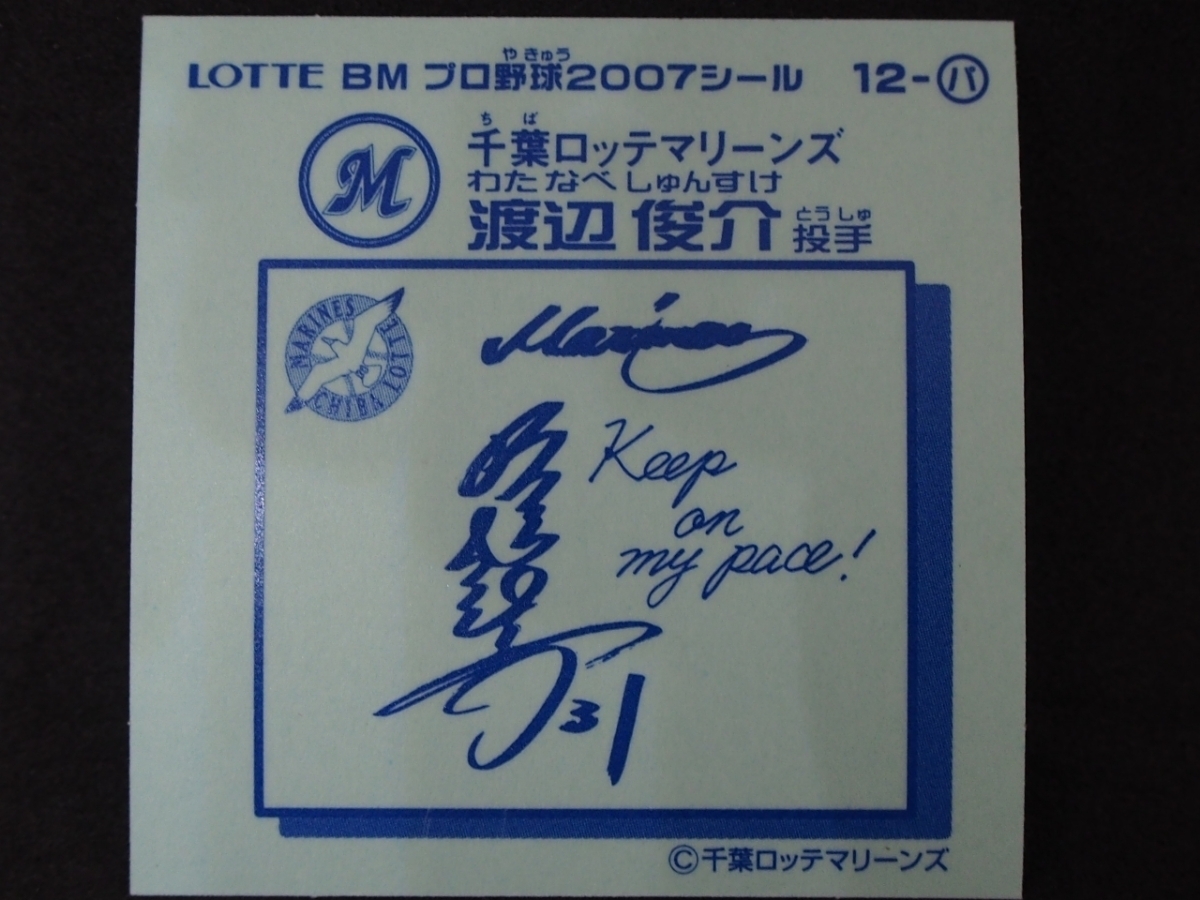 やきゅう
LOTTE BM プロ野球2007シール 12-パ
ちば
千葉ロッテマリーンズ
わた なべ しゅんすけ
とうしゅ
渡辺 俊介 投手
M
MARINES
CHIBA LOTTE
Marines
Keep
on
my pace!
31
©千葉ロッテマリーンズ